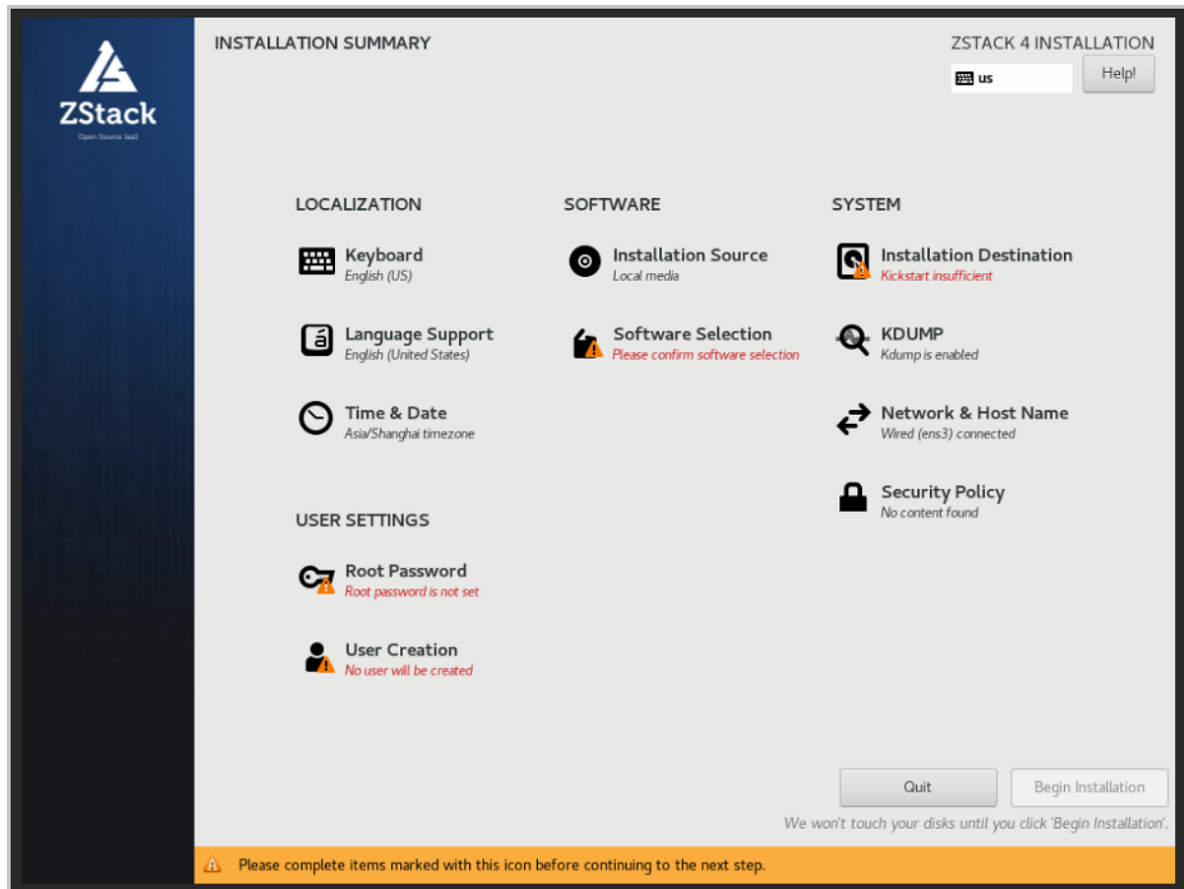 ZStack
Open Source IaaS
INSTALLATION SUMMARY
ZSTACK 4 INSTALLATION
us
Help!
LOCALIZATION
Keyboard
English (US)
Language Support
English (United States)
Time & Date
Asia/Shanghai timezone
SOFTWARE
Installation Source
Local media
Software Selection
Please confirm software selection
SYSTEM
Installation Destination
Kickstart insufficient
KDUMP
Kdump is enabled
Network & Host Name
Wired (ens3) connected
Security Policy
No content found
USER SETTINGS
Root Password
Root password is not set
User Creation
No user will be created
Quit
Begin Installation
We won't touch your disks until you click 'Begin Installation'.
Please complete items marked with this icon before continuing to the next step.